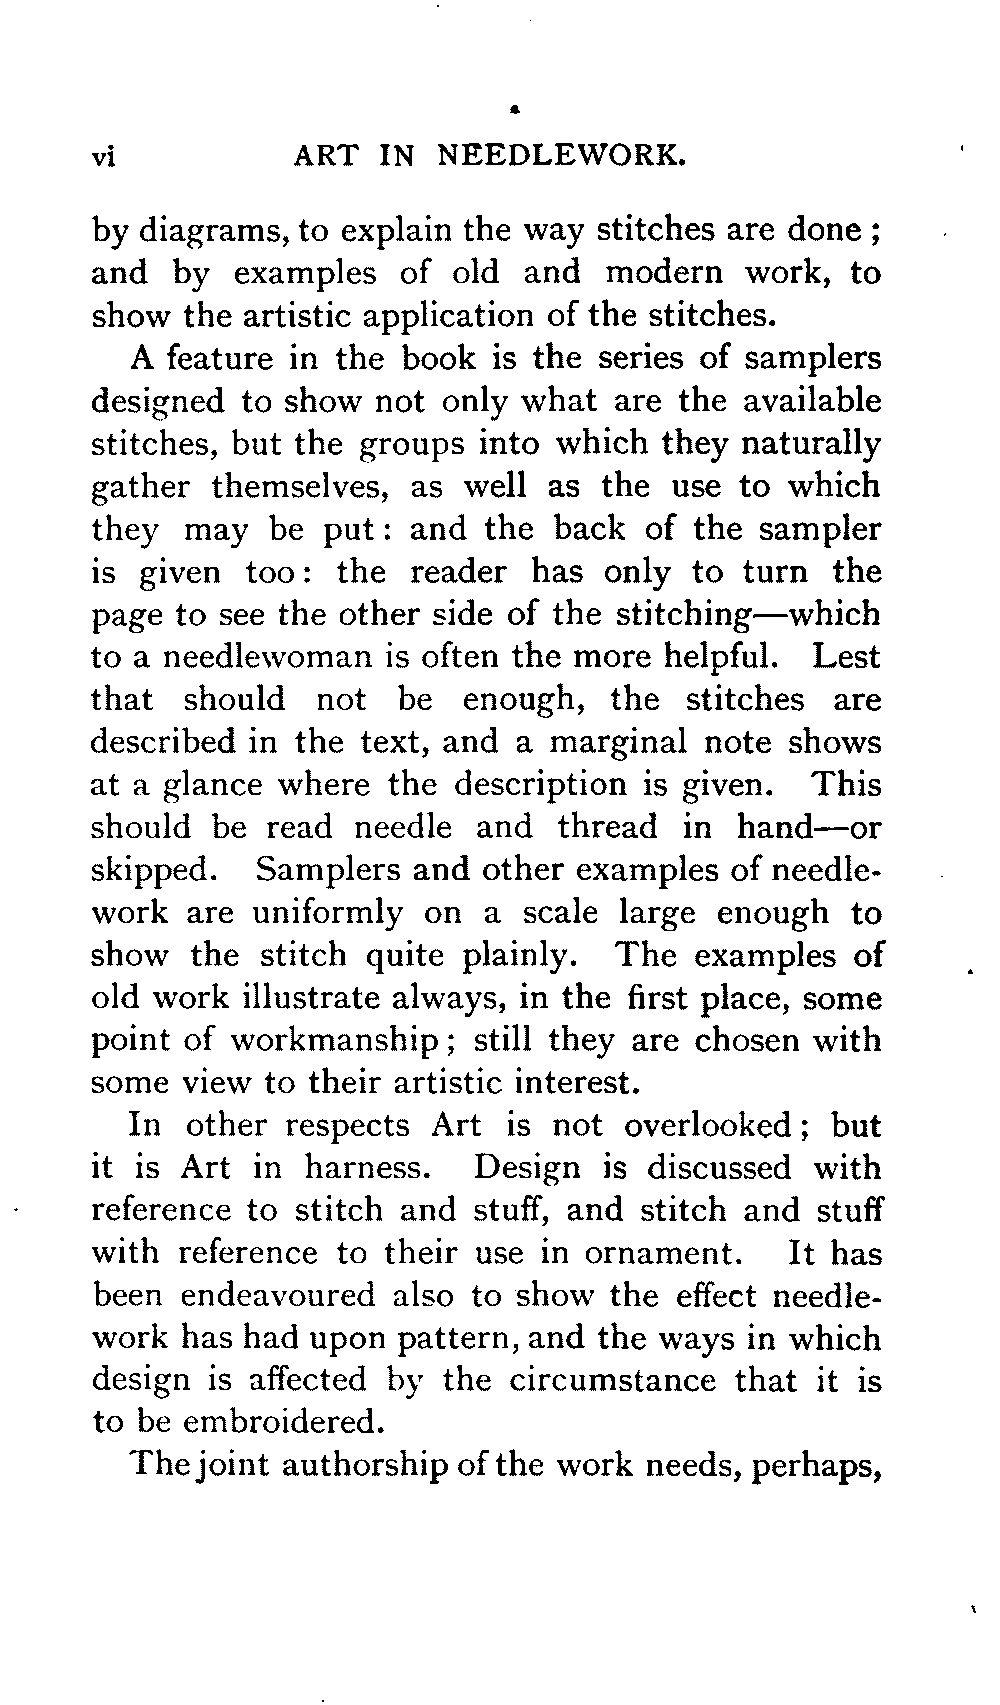 vi ART IN NEEDLEWORK.
by diagrams, to explain the way stitches are done ;
and by examples of old and modern work, to
show the artistic application of the stitches.
A feature in the book is the series of samplers
designed to show not only what are the available
stitches, but the groups into which they naturally
gather themselves, as well as the use to which
they may be put : and the back of the sampler
is given too : the reader has only to turn the
page to see the other side of the stitching—which
to a needlewoman is often the more helpful. Lest
that should not be enough, the stitches are
described in the text, and a marginal note shows
at a glance where the description is given. This
should be read needle and thread in hand—or
skipped. Samplers and other examples of needle-
work are uniformly on a scale large enough to
show the stitch quite plainly. The examples of
old work illustrate always, in the first place, some
point of workmanship ; still they are chosen with
some view to their artistic interest.
In other respects Art is not overlooked ; but
it is Art in harness. Design is discussed with
reference to stitch and stuff, and stitch and stuff
with reference to their use in ornament. It has
been endeavoured also to show the effect needle-
work has had upon pattern, and the ways in which
design is affected by the circumstance that it is
to be embroidered.
The joint authorship of the work needs, perhaps,